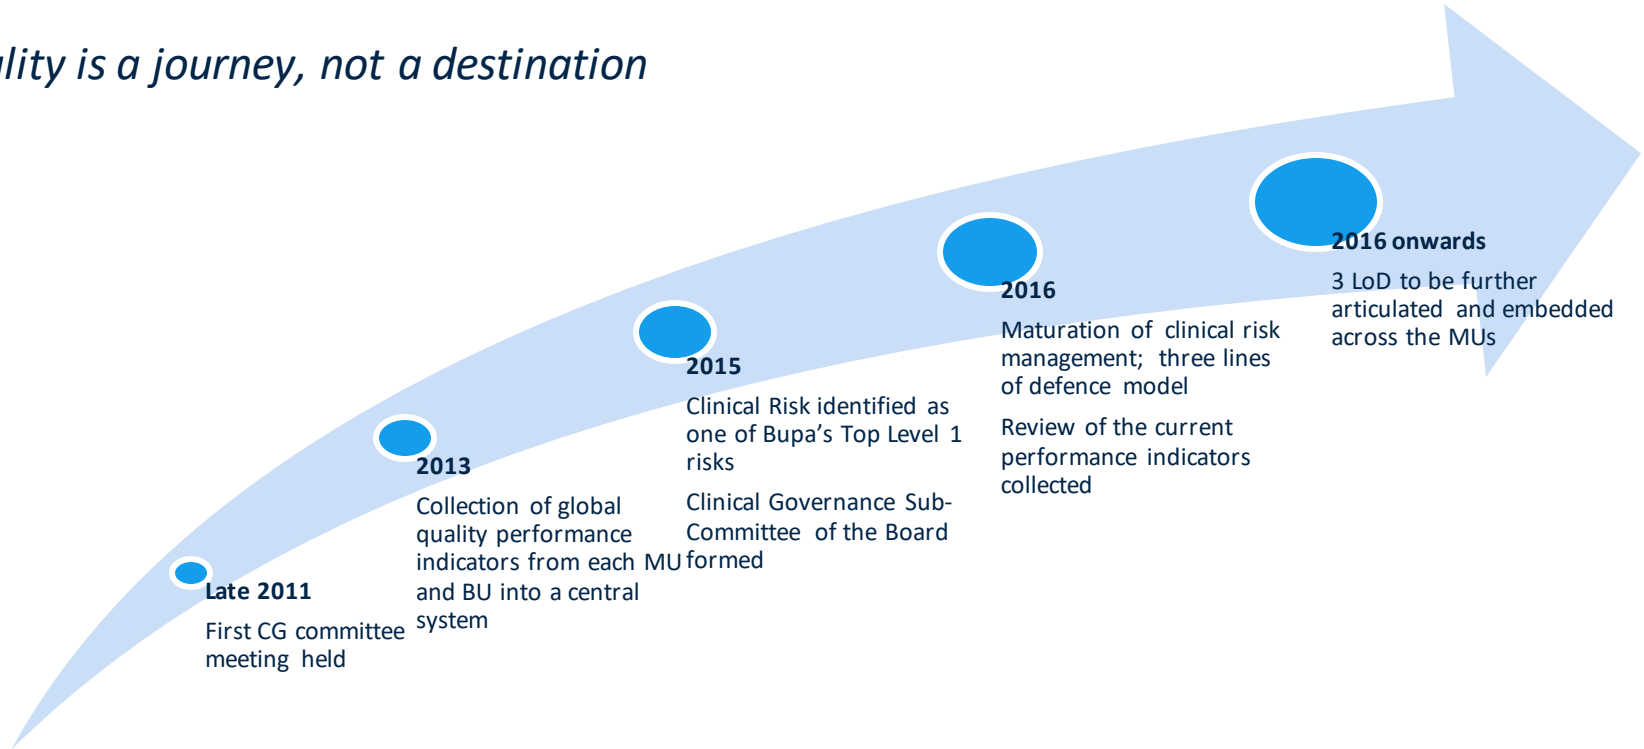 lity is a journey, not a destination
Late 2011
First CG committee
meeting held
2013
Collection of global
quality performance
indicators from each MU
and BU into a central
system
2015
Clinical Risk identified as
one of Bupa’s Top Level 1
risks
Clinical Governance Sub-
Committee of the Board
formed
2016
Maturation of clinical risk
management; three lines
of defence model
Review of the current
performance indicators
collected
2016 onwards
3 LoD to be further
articulated and embedded
across the MUs